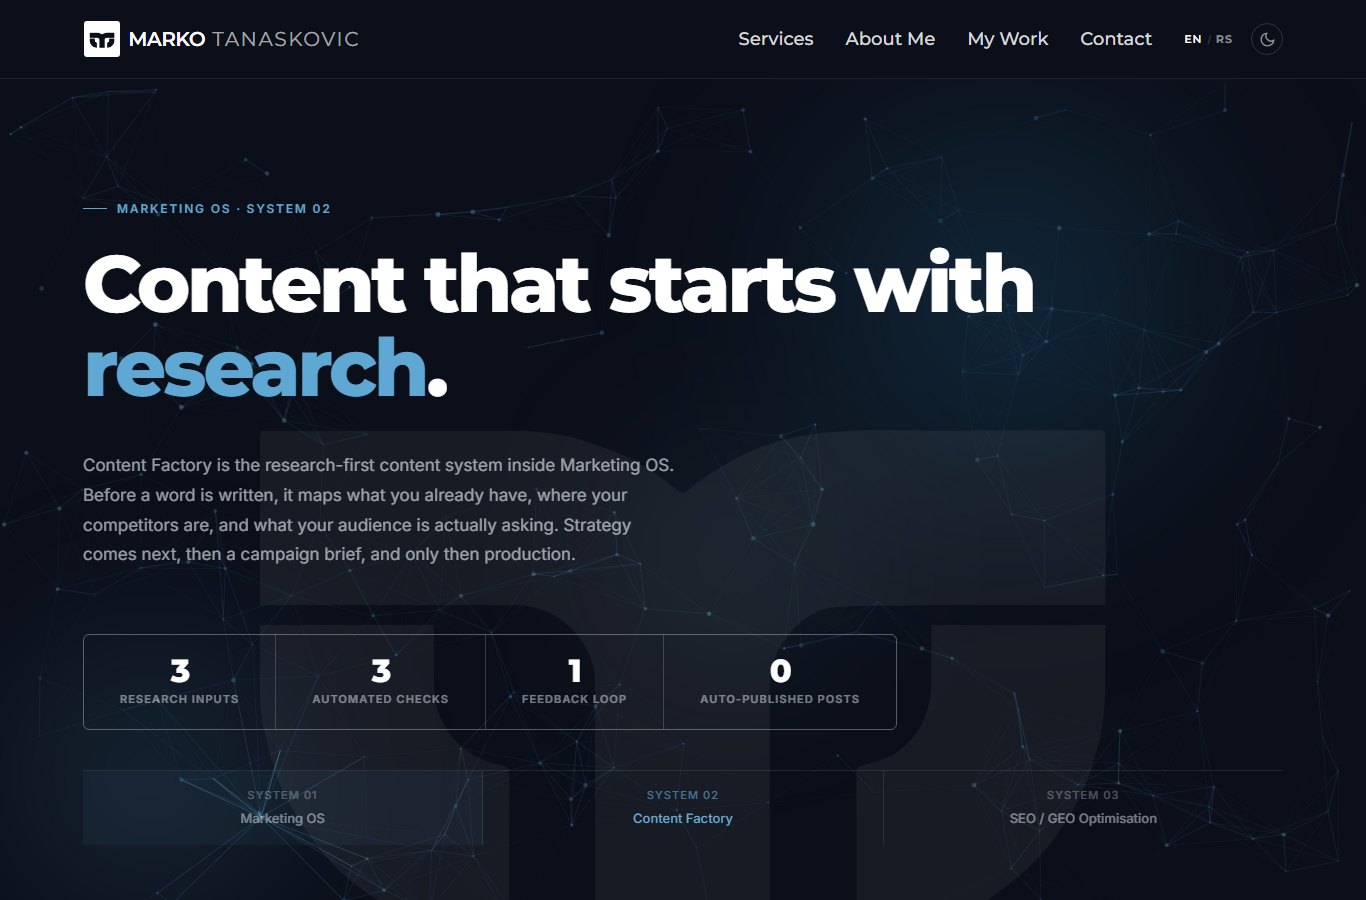 MARKO TANASKOVIC
Services About Me My Work Contact EN / RS
MARKETING OS · SYSTEM 02
Content that starts with
research.
Content Factory is the research-first content system inside Marketing OS.
Before a word is written, it maps what you already have, where your
competitors are, and what your audience is actually asking. Strategy
comes next, then a campaign brief, and only then production.
3
RESEARCH INPUTS
3
AUTOMATED CHECKS
1
FEEDBACK LOOP
0
AUTO-PUBLISHED POSTS
SYSTEM 01
Marketing OS
SYSTEM 02
Content Factory
SYSTEM 03
SEO / GEO Optimisation